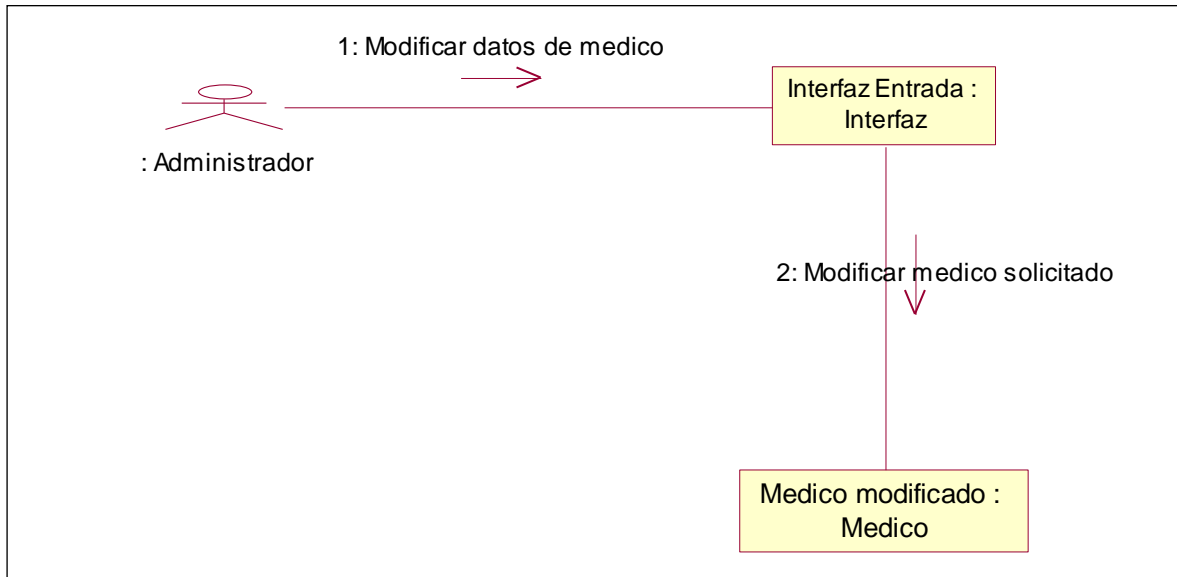 1: Modificar datos de medico
Interfaz Entrada :
Interfaz
: Administrador
2: Modificar medico solicitado
Medico modificado :
Medico